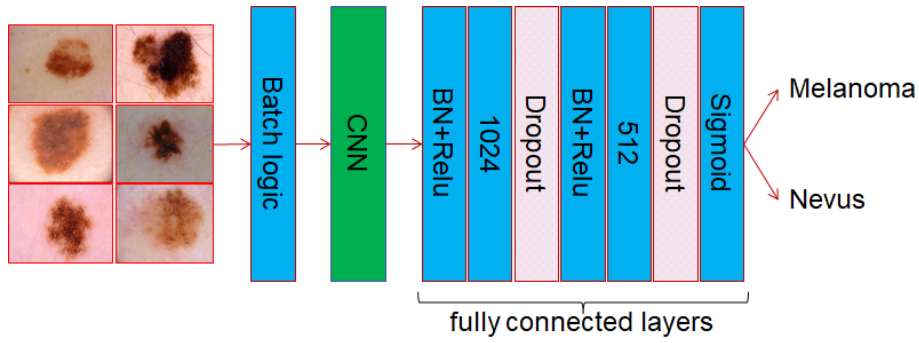 Batch logic
CNN
BN+Relu
1024
Dropout
BN+Relu
512
Dropout
Sigmoid
Melanoma
Nevus
fully connected layers